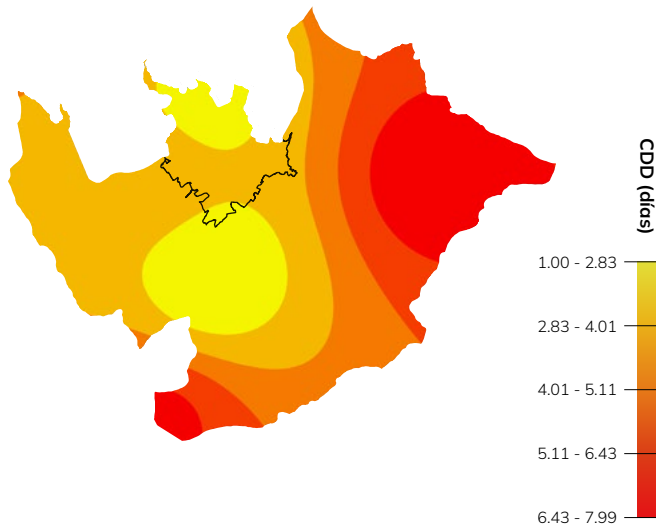 CDD (días)
1.00 - 2.83
2.83 - 4.01
4.01 - 5.11
5.11 - 6.43
6.43 - 7.99